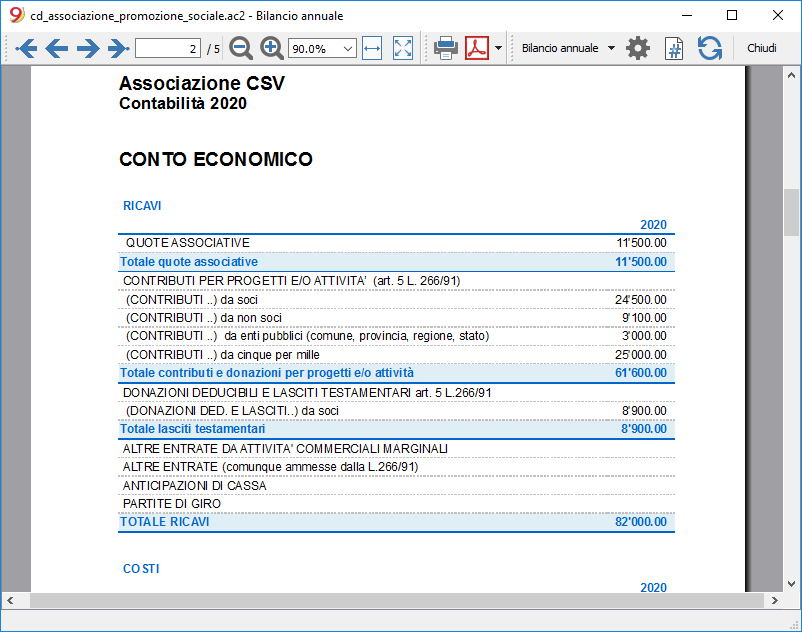 cd_associazione_promozione_sociale.ac2 - Bilancio annuale
2 / 5 90.0% Bilancio annuale Chiudi
Associazione CSV
Contabilità 2020
CONTO ECONOMICO
RICAVI
2020
QUOTE ASSOCIATIVE 11'500.00
Totale quote associative 11'500.00
CONTRIBUTI PER PROGETTI E/O ATTIVITA' (art. 5 L. 266/91)
(CONTRIBUTI ..) da soci 24'500.00
(CONTRIBUTI ..) da non soci 9'100.00
(CONTRIBUTI ..) da enti pubblici (comune, provincia, regione, stato) 3'000.00
(CONTRIBUTI ..) da cinque per mille 25'000.00
Totale contributi e donazioni per progetti e/o attività 61'600.00
DONAZIONI DEDUCIBILI E LASCITI TESTAMENTARI art. 5 L.266/91
(DONAZIONI DED. E LASCITI..) da soci 8'900.00
Totale lasciti testamentari 8'900.00
ALTRE ENTRATE DA ATTIVITA' COMMERCIALI MARGINALI
ALTRE ENTRATE (comunque ammesse dalla L.266/91)
ANTICIPAZIONI DI CASSA
PARTITE DI GIRO
TOTALE RICAVI 82'000.00
COSTI
2020